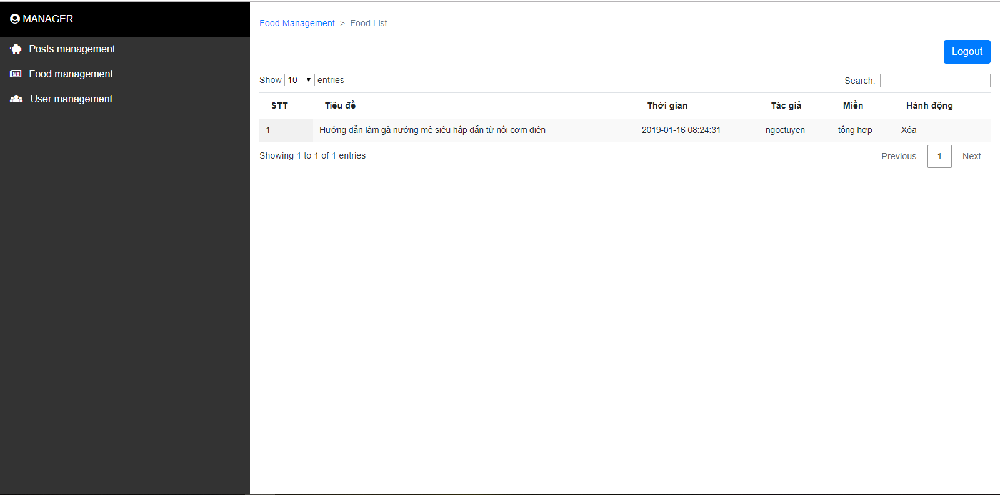 MANAGER
Posts management
Food management
User management
Food Management > Food List
Logout
Show 10 entries
Search:
STT Tiêu đề Thời gian Tác giả Miền Hành động
1 Hướng dẫn làm gà nướng mè siêu hấp dẫn từ nồi cơm điện 2019-01-16 08:24:31 ngoctuyen tổng hợp Xóa
Showing 1 to 1 of 1 entries
Previous 1 Next